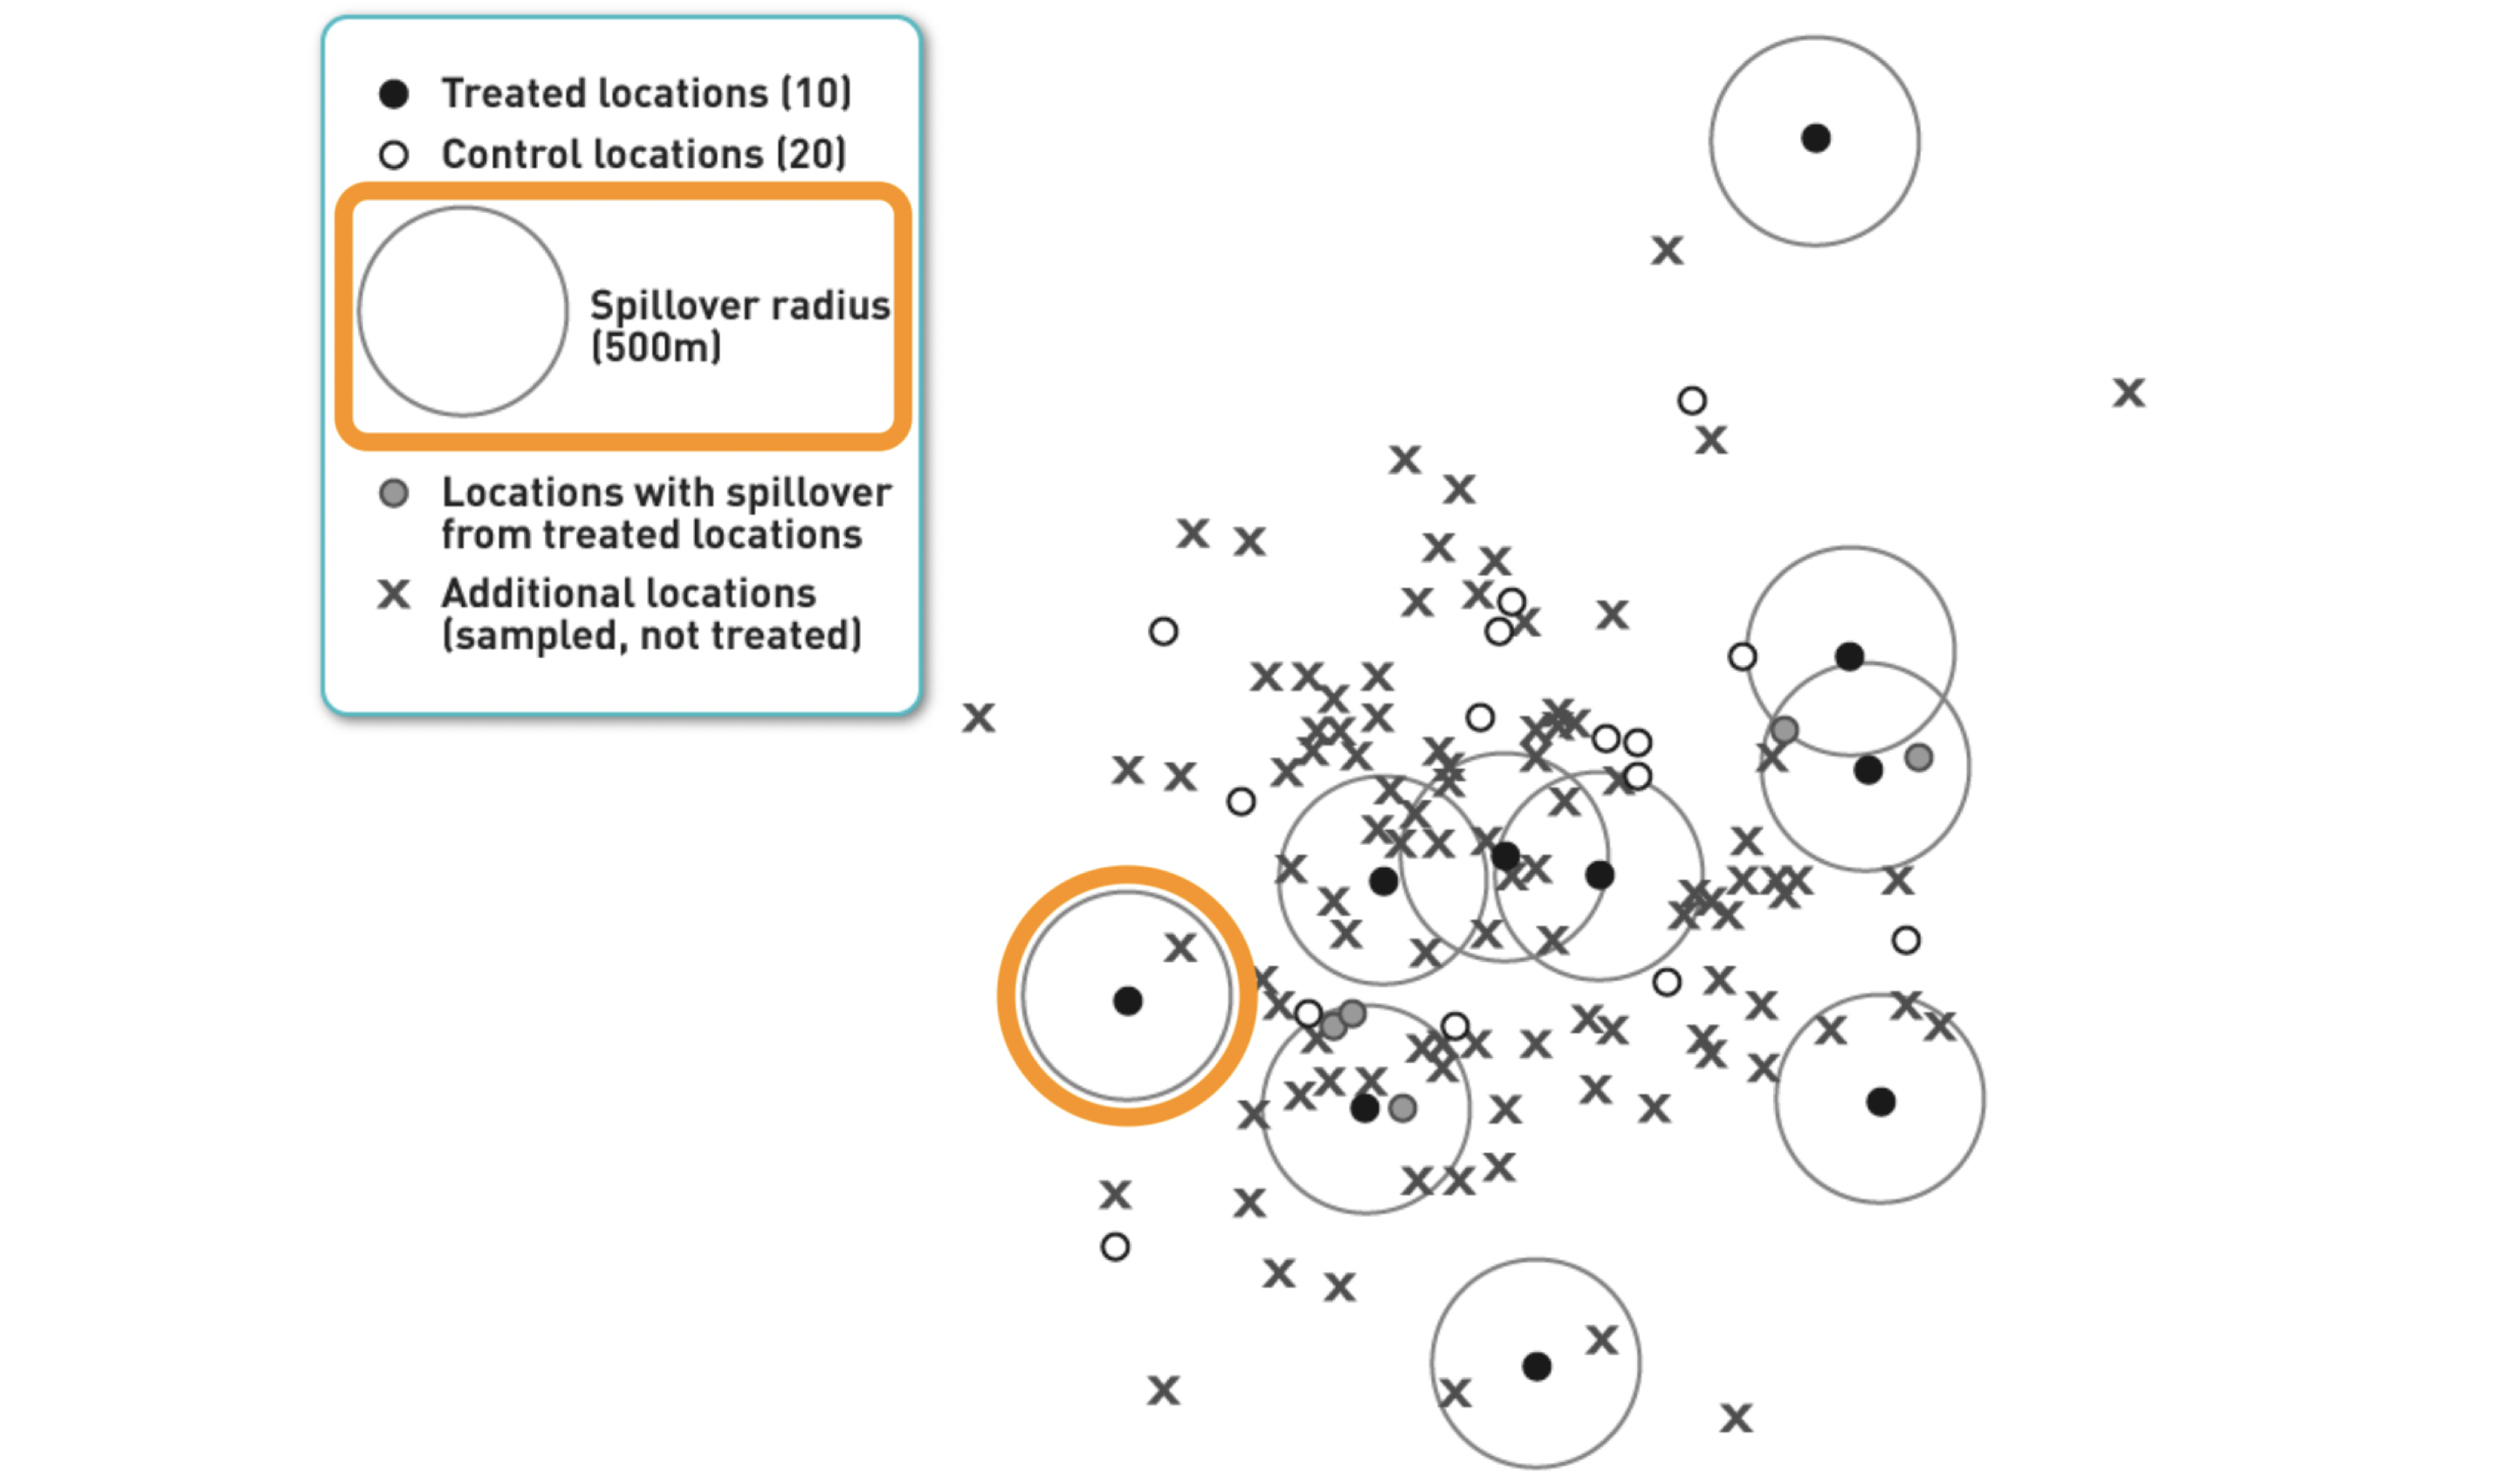 Treated locations (10)
Control locations (20)
Spillover radius
(500m)
Locations with spillover
from treated locations
x Additional locations
(sampled, not treated)